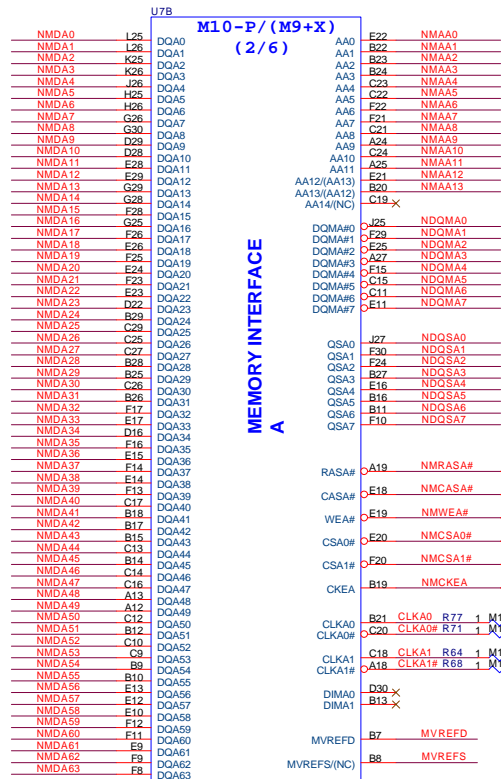 U7B
M10-P/(M9+X)
(2/6)
MEMORY INTERFACE
A
NMDA0 L25 DQA0
NMDA1 L26 DQA1
NMDA2 K25 DQA2
NMDA3 K26 DQA3
NMDA4 J26 DQA4
NMDA5 H25 DQA5
NMDA6 H26 DQA6
NMDA7 G26 DQA7
NMDA8 G30 DQA8
NMDA9 D29 DQA9
NMDA10 D28 DQA10
NMDA11 E28 DQA11
NMDA12 E29 DQA12
NMDA13 G29 DQA13
NMDA14 G28 DQA14
NMDA15 F28 DQA15
NMDA16 G25 DQA16
NMDA17 F26 DQA17
NMDA18 E26 DQA18
NMDA19 F25 DQA19
NMDA20 E24 DQA20
NMDA21 F23 DQA21
NMDA22 E23 DQA22
NMDA23 D22 DQA23
NMDA24 B29 DQA24
NMDA25 C29 DQA25
NMDA26 C25 DQA26
NMDA27 C27 DQA27
NMDA28 B28 DQA28
NMDA29 B25 DQA29
NMDA30 C26 DQA30
NMDA31 B26 DQA31
NMDA32 F17 DQA32
NMDA33 E17 DQA33
NMDA34 D16 DQA34
NMDA35 F16 DQA35
NMDA36 E15 DQA36
NMDA37 F14 DQA37
NMDA38 E14 DQA38
NMDA39 F13 DQA39
NMDA40 C17 DQA40
NMDA41 B18 DQA41
NMDA42 B17 DQA42
NMDA43 B15 DQA43
NMDA44 C13 DQA44
NMDA45 B14 DQA45
NMDA46 C14 DQA46
NMDA47 C16 DQA47
NMDA48 A13 DQA48
NMDA49 A12 DQA49
NMDA50 C12 DQA50
NMDA51 B12 DQA51
NMDA52 C10 DQA52
NMDA53 C9 DQA53
NMDA54 B9 DQA54
NMDA55 B10 DQA55
NMDA56 E13 DQA56
NMDA57 E12 DQA57
NMDA58 E10 DQA58
NMDA59 F12 DQA59
NMDA60 F11 DQA60
NMDA61 E9 DQA61
NMDA62 F9 DQA62
NMDA63 F8 DQA63
AA0 E22 NMAA0
AA1 B22 NMAA1
AA2 B23 NMAA2
AA3 B24 NMAA3
AA4 C23 NMAA4
AA5 C22 NMAA5
AA6 F22 NMAA6
AA7 F21 NMAA7
AA8 C21 NMAA8
AA9 A24 NMAA9
AA10 C24 NMAA10
AA11 A25 NMAA11
AA12/(AA13) E21 NMAA12
AA13/(AA12) B20 NMAA13
AA14/(NC) C19
DQMA#0 J25 NDQMA0
DQMA#1 F29 NDQMA1
DQMA#2 E25 NDQMA2
DQMA#3 A27 NDQMA3
DQMA#4 F15 NDQMA4
DQMA#5 C15 NDQMA5
DQMA#6 C11 NDQMA6
DQMA#7 E11 NDQMA7
QSA0 J27 NDQSA0
QSA1 F30 NDQSA1
QSA2 F24 NDQSA2
QSA3 B27 NDQSA3
QSA4 E16 NDQSA4
QSA5 B16 NDQSA5
QSA6 B11 NDQSA6
QSA7 F10 NDQSA7
RASA# A19 NMRASA#
CASA# E18 NMCASA#
WEA# E19 NMWEA#
CSA0# E20 NMCSA0#
CSA1# F20 NMCSA1#
CKEA B19 NMCKEA
CLKA0 B21 CLKA0 R77 1
CLKA0# C20 CLKA0# R71 1
CLKA1 C18 CLKA1 R64 1
CLKA1# A18 CLKA1# R68 1
DIMA0 D30
DIMA1 B13
MVREFD B7 MVREFD
MVREFS/(NC) B8 MVREFS